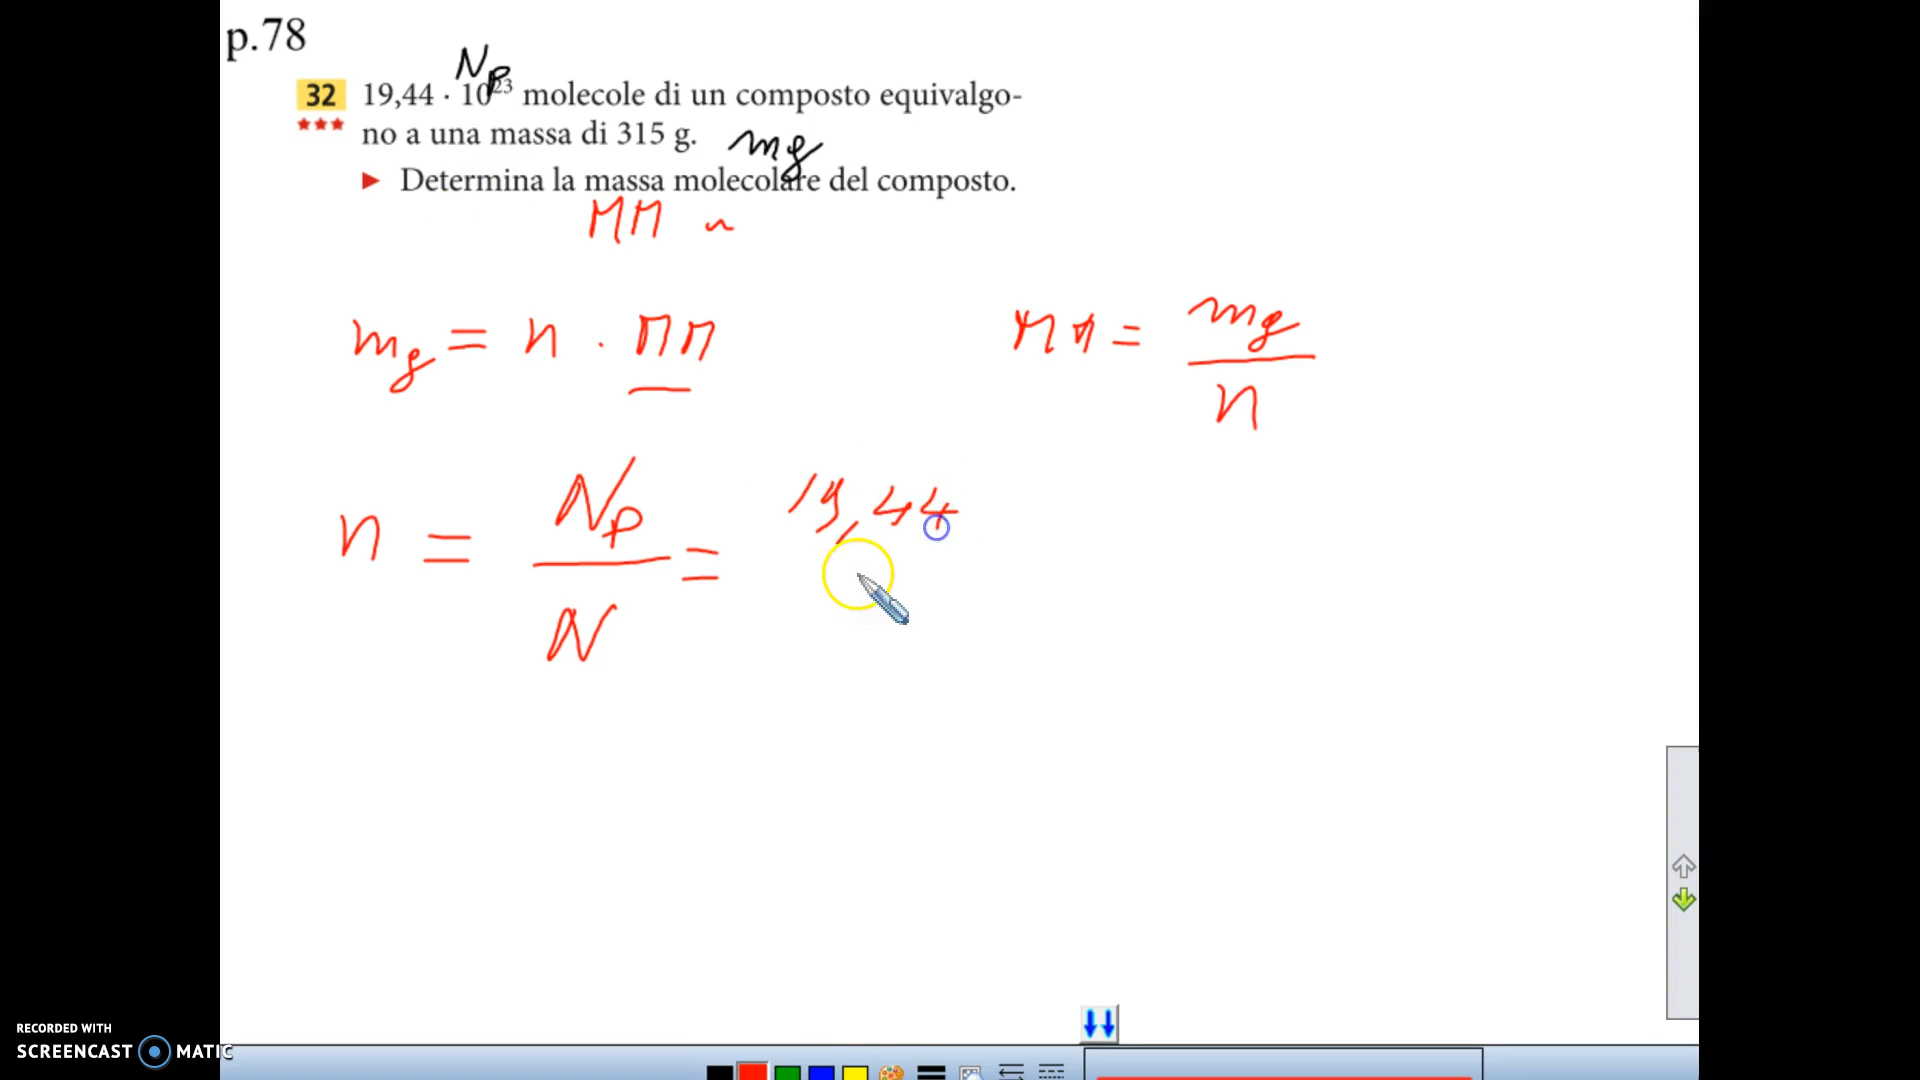 p.78
Np
32 19,44 · 10²³ molecole di un composto equivalgo-
no a una massa di 315 g. mg
Determina la massa molecolare del composto.
MM ~
mg = n · MM
MM = mg / n
n = Np / N = 19,44
RECORDED WITH
SCREENCAST MATIC